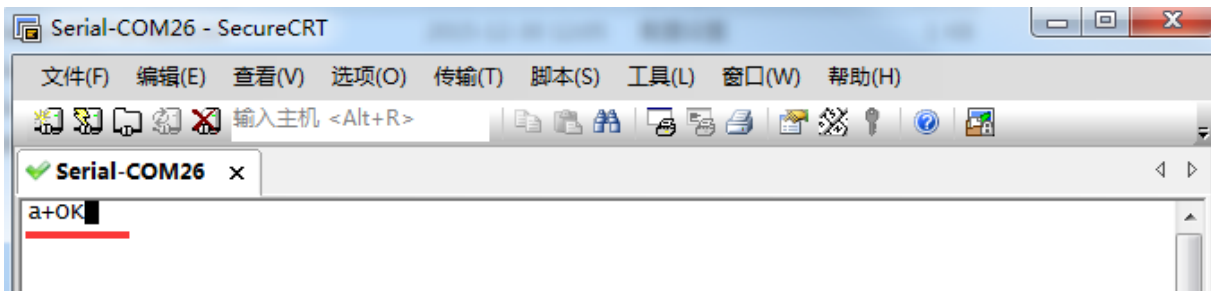 Serial-COM26 - SecureCRT
文件(F) 编辑(E) 查看(V) 选项(O) 传输(T) 脚本(S) 工具(L) 窗口(W) 帮助(H)
输入主机 <Alt+R>
Serial-COM26 x
a+OK